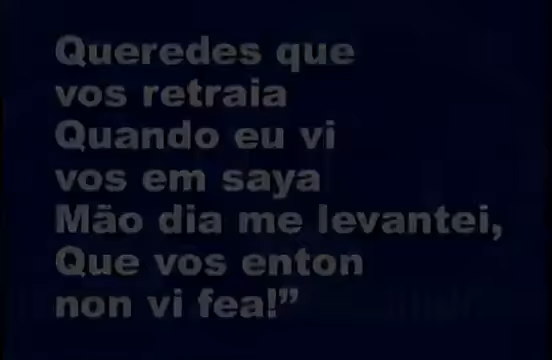 Queredes que
vos retraia
Quando eu vi
vos em saya
Mão dia me levantei,
Que vos enton
non vi fea!”